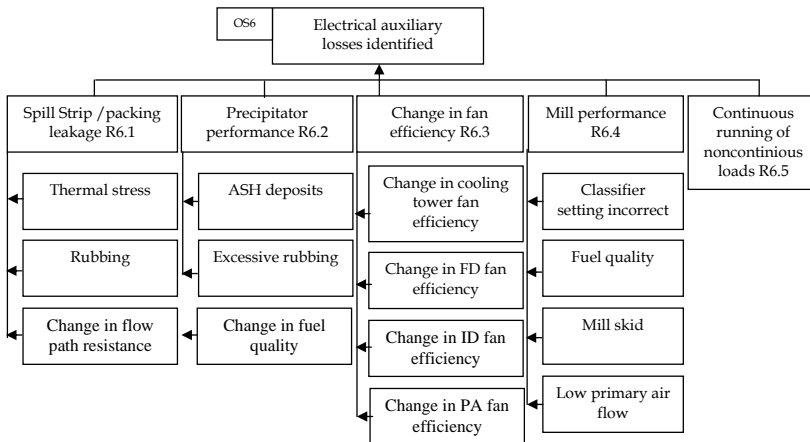 OS6
Electrical auxiliary
losses identified
Spill Strip /packing
leakage R6.1
Precipitator
performance R6.2
Change in fan
efficiency R6.3
Mill performance
R6.4
Continuous
running of
noncontinious
loads R6.5
Thermal stress
Rubbing
Change in flow
path resistance
ASH deposits
Excessive rubbing
Change in fuel
quality
Change in cooling
tower fan
efficiency
Change in FD fan
efficiency
Change in ID fan
efficiency
Change in PA fan
efficiency
Classifier
setting incorrect
Fuel quality
Mill skid
Low primary air
flow